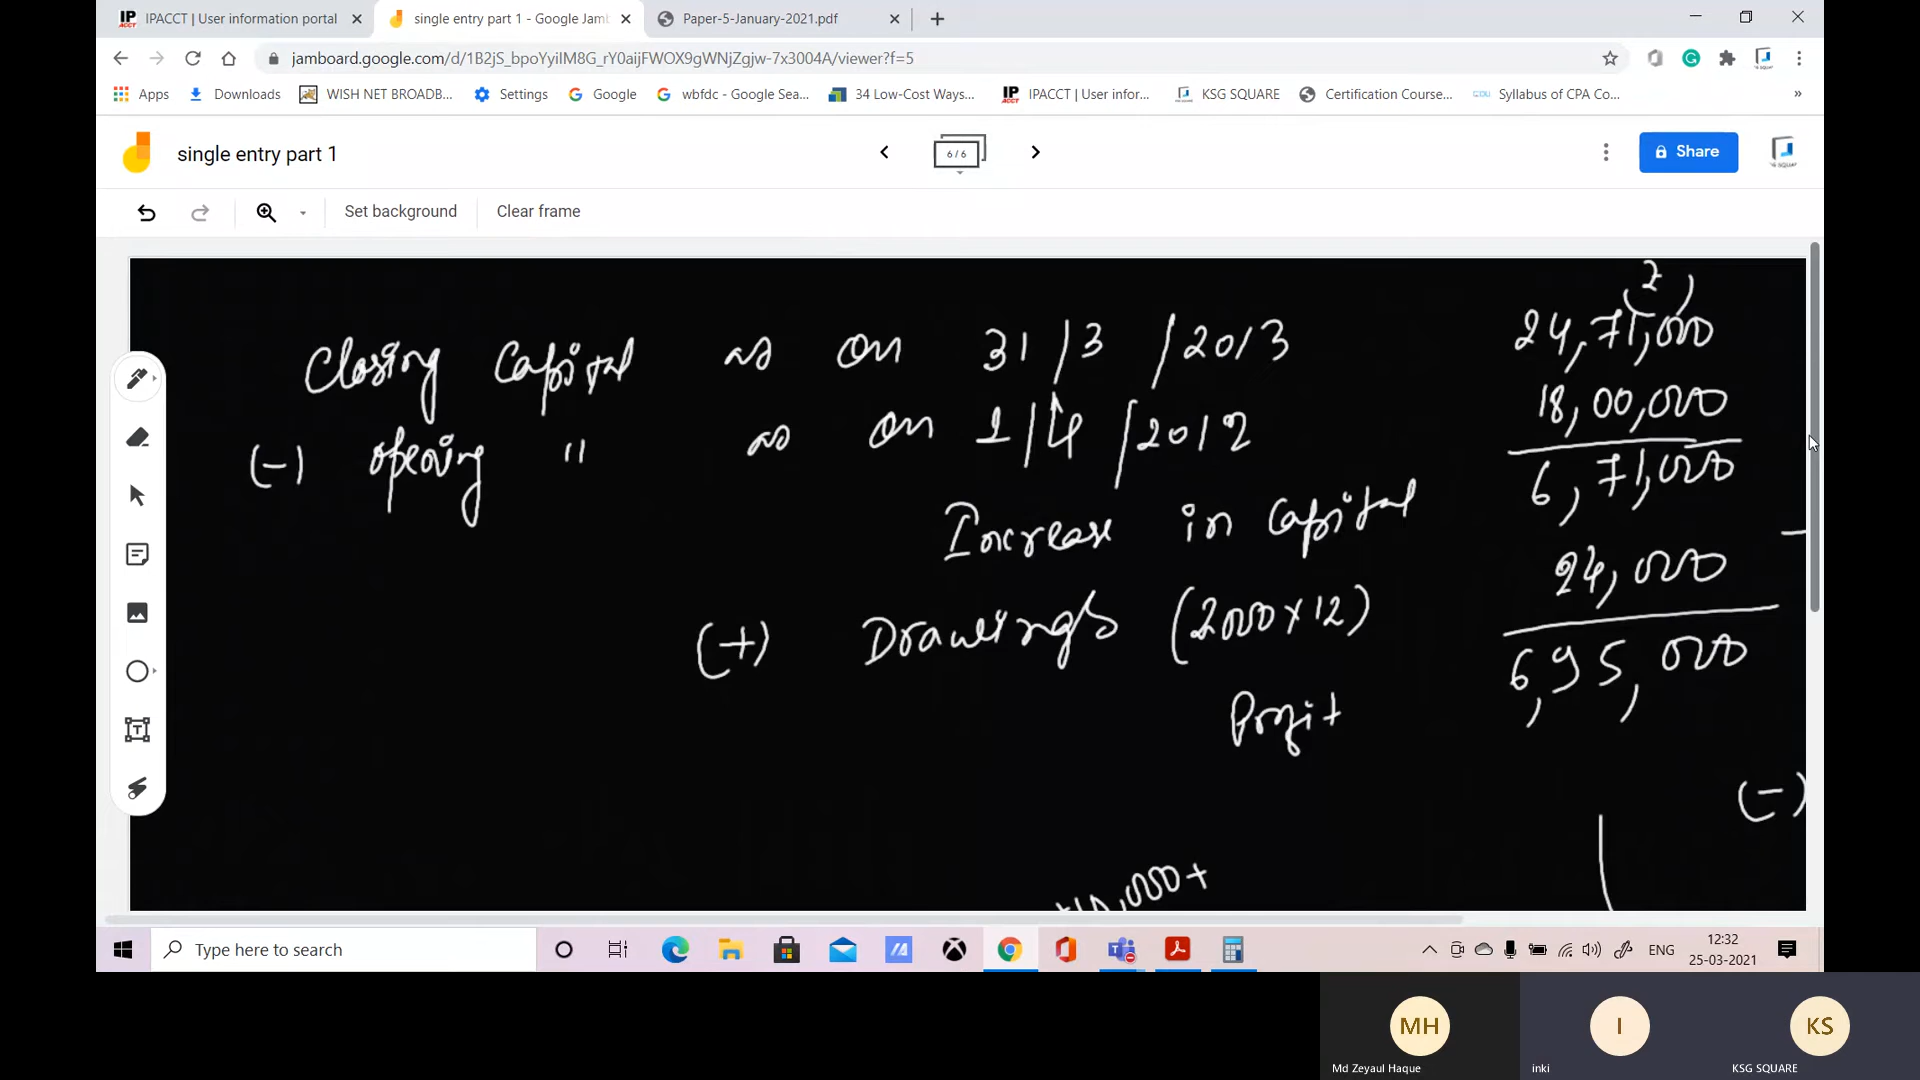 IPACCT | User information portal
single entry part 1 - Google Jamb
Paper-5-January-2021.pdf
jamboard.google.com/d/1B2jS_bpoYyiIM8G_rY0aijFWOX9gWNjZgjw-7x3004A/viewer?f=5
Apps Downloads WISH NET BROADB... Settings Google wbfdc - Google Sea... 34 Low-Cost Ways... IPACCT | User infor... KSG SQUARE Certification Course... Syllabus of CPA Co... »
single entry part 1
6 / 6
Share
Set background Clear frame
(2)
Closing Capital as on 31/3/2013 24,71,000
(-) opening " as on 1/4/2012 18,00,000
6,71,000
Increase in Capital
(+) Drawings (2000×12) 24,000
6,95,000
Profit
(-)
Type here to search
ENG
12:32
25-03-2021
MH I KS
Md Zeyaul Haque inki KSG SQUARE